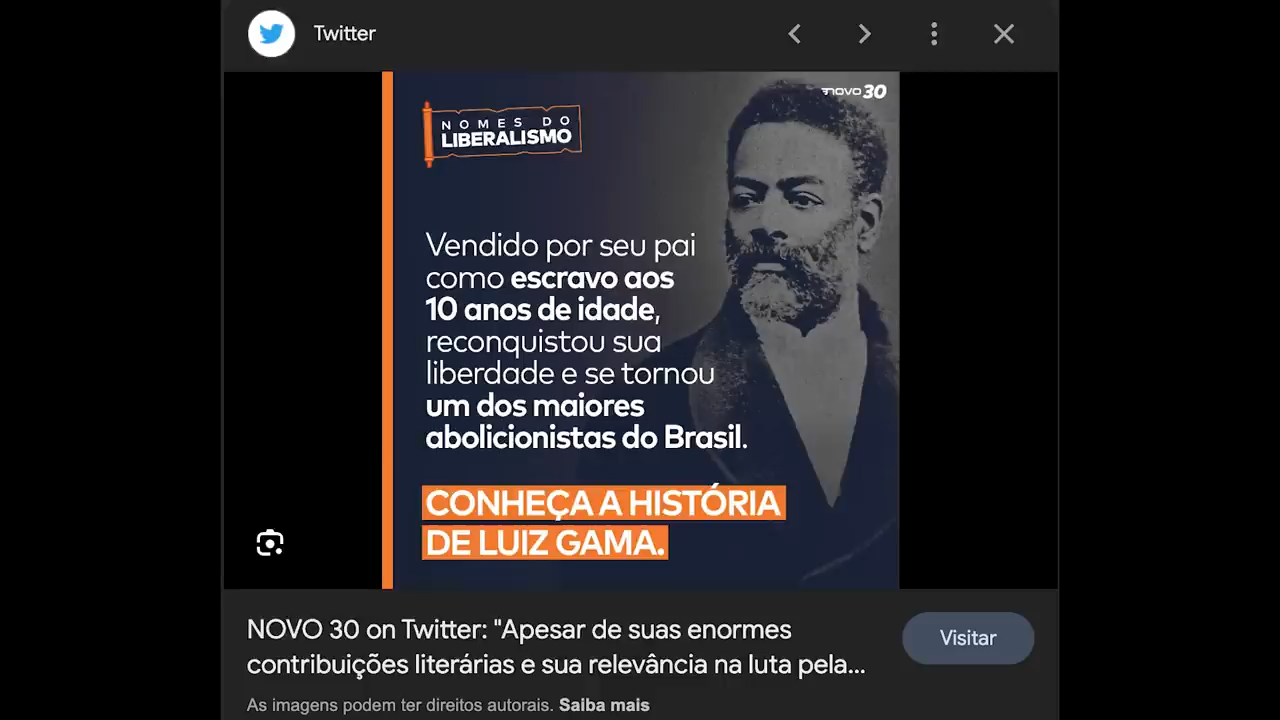 Twitter
NOVO 30
NOMES DO
LIBERALISMO
Vendido por seu pai
como escravo aos
10 anos de idade,
reconquistou sua
liberdade e se tornou
um dos maiores
abolicionistas do Brasil.
CONHEÇA A HISTÓRIA
DE LUIZ GAMA.
NOVO 30 on Twitter: "Apesar de suas enormes
contribuições literárias e sua relevância na luta pela...
Visitar
As imagens podem ter direitos autorais. Saiba mais